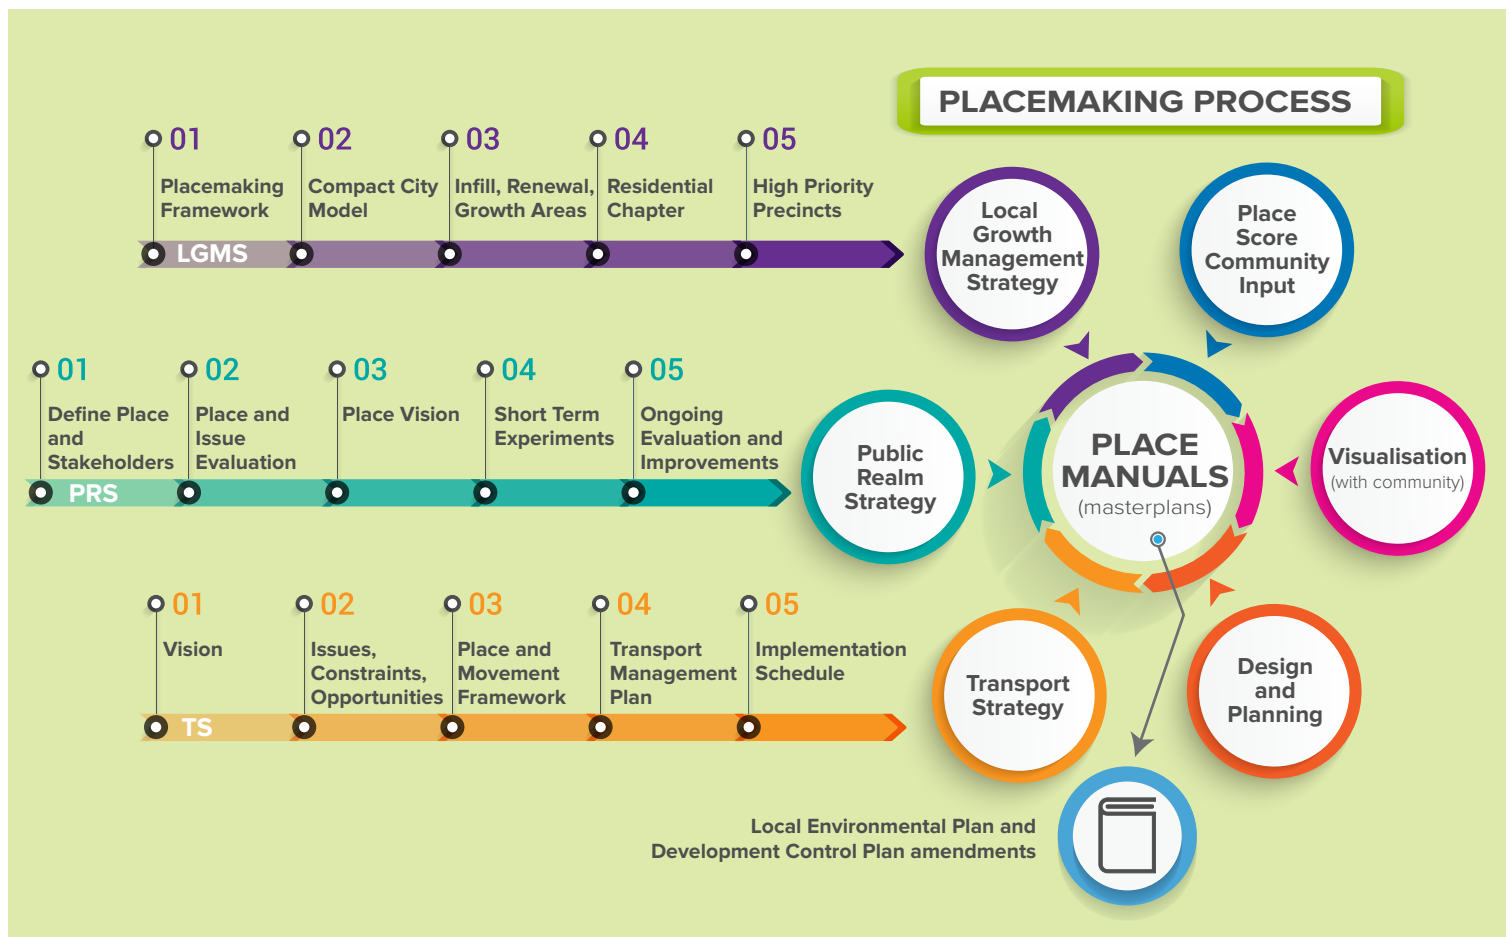 PLACEMAKING PROCESS
01
Placemaking
Framework
02
Compact City
Model
03
Infill, Renewal,
Growth Areas
04
Residential
Chapter
05
High Priority
Precincts
LGMS
01
Define Place
and
Stakeholders
02
Place and
Issue
Evaluation
03
Place Vision
04
Short Term
Experiments
05
Ongoing
Evaluation and
Improvements
PRS
01
Vision
02
Issues,
Constraints,
Opportunities
03
Place and
Movement
Framework
04
Transport
Management
Plan
05
Implementation
Schedule
TS
Local
Growth
Management
Strategy
Place
Score
Community
Input
Public
Realm
Strategy
PLACE
MANUALS
(masterplans)
Visualisation
(with community)
Transport
Strategy
Design
and
Planning
Local Environmental Plan and
Development Control Plan amendments